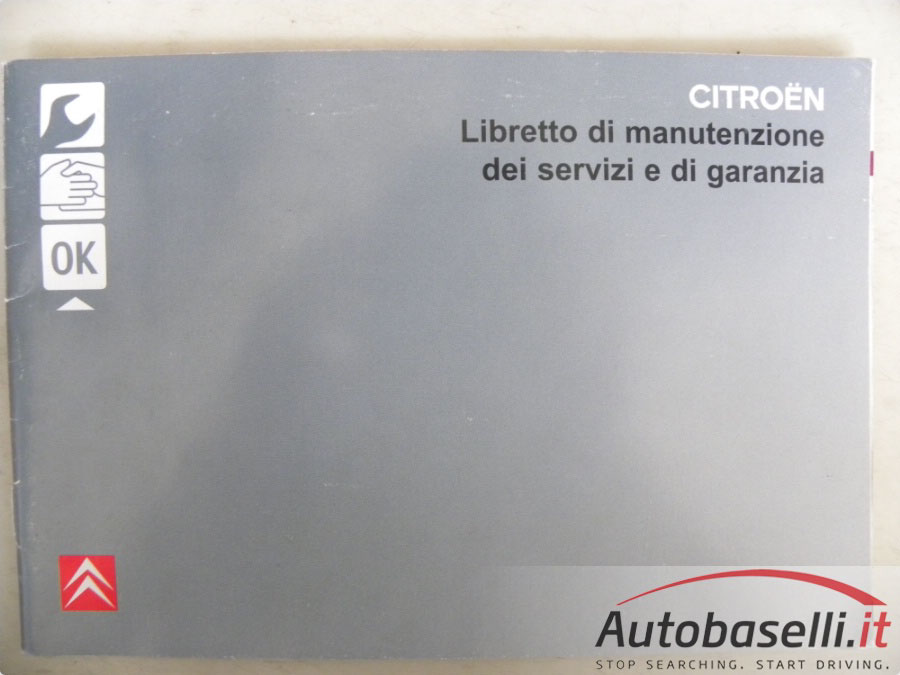 CITROËN
Libretto di manutenzione
dei servizi e di garanzia
OK
Autobaselli.it
STOP SEARCHING. START DRIVING.